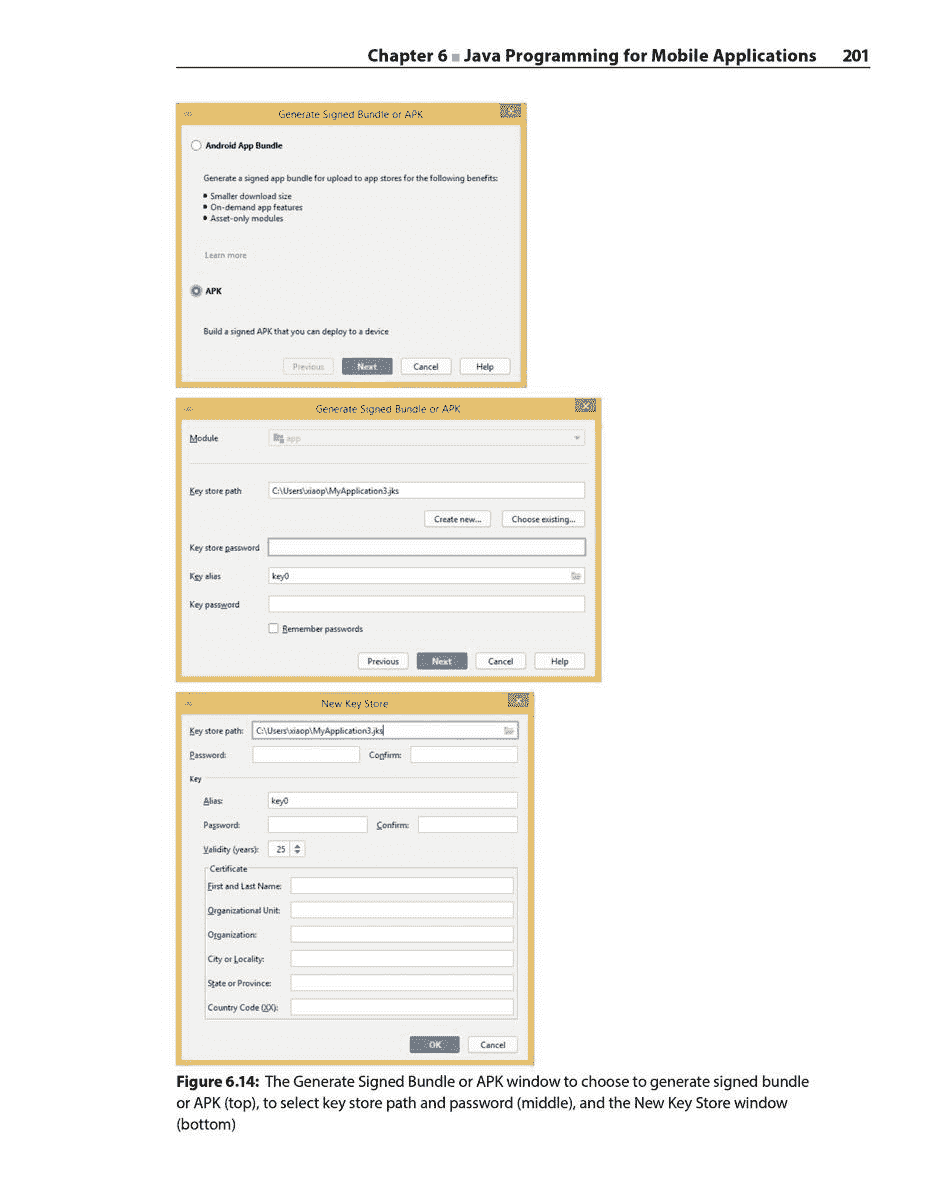 Chapter 6 ■ Java Programming for Mobile Applications 201
Generate Signed Bundle or APK
Android App Bundle
Generate a signed app bundle for upload to app stores for the following benefits:
• Smaller download size
• On-demand app features
• Asset-only modules
Learn more
APK
Build a signed APK that you can deploy to a device
Previous Next Cancel Help
Generate Signed Bundle or APK
Module app
Key store path C:\Users\xiaop\MyApplication3.jks
Create new... Choose existing...
Key store password
Key alias key0
Key password
Remember passwords
Previous Next Cancel Help
New Key Store
Key store path: C:\Users\xiaop\MyApplication3.jks
Password: Confirm:
Key
Alias: key0
Password: Confirm:
Validity (years): 25
Certificate
First and Last Name:
Organizational Unit:
Organization:
City or Locality:
State or Province:
Country Code (XX):
OK Cancel
Figure 6.14: The Generate Signed Bundle or APK window to choose to generate signed bundle
or APK (top), to select key store path and password (middle), and the New Key Store window
(bottom)